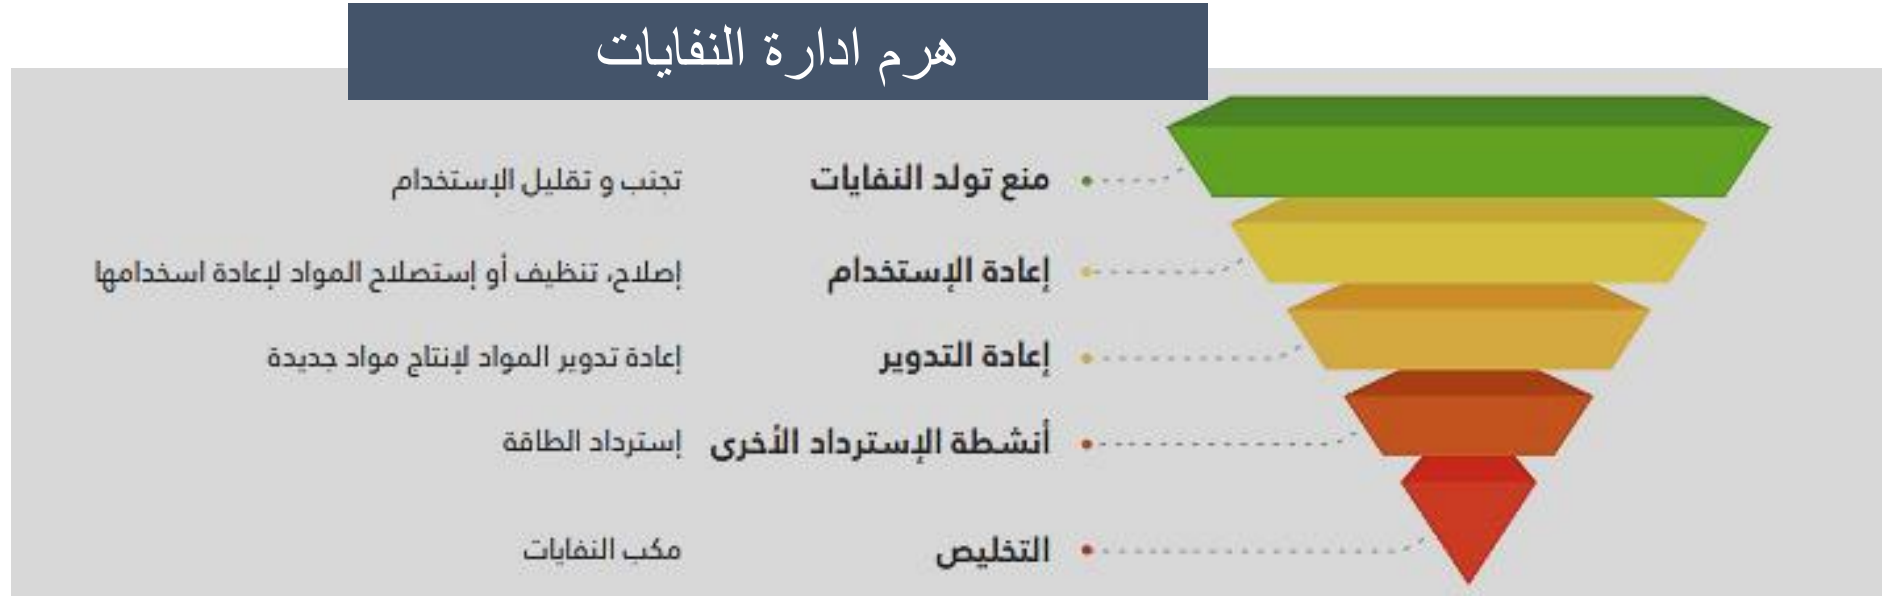 هرم ادارة النفايات
منع تولد النفايات تجنب و تقليل الإستخدام
إعادة الإستخدام إصلاح، تنظيف أو إستصلاح المواد لإعادة اسخدامها
إعادة التدوير إعادة تدوير المواد لإنتاج مواد جديدة
أنشطة الإسترداد الأخرى إسترداد الطاقة
التخليص مكب النفايات